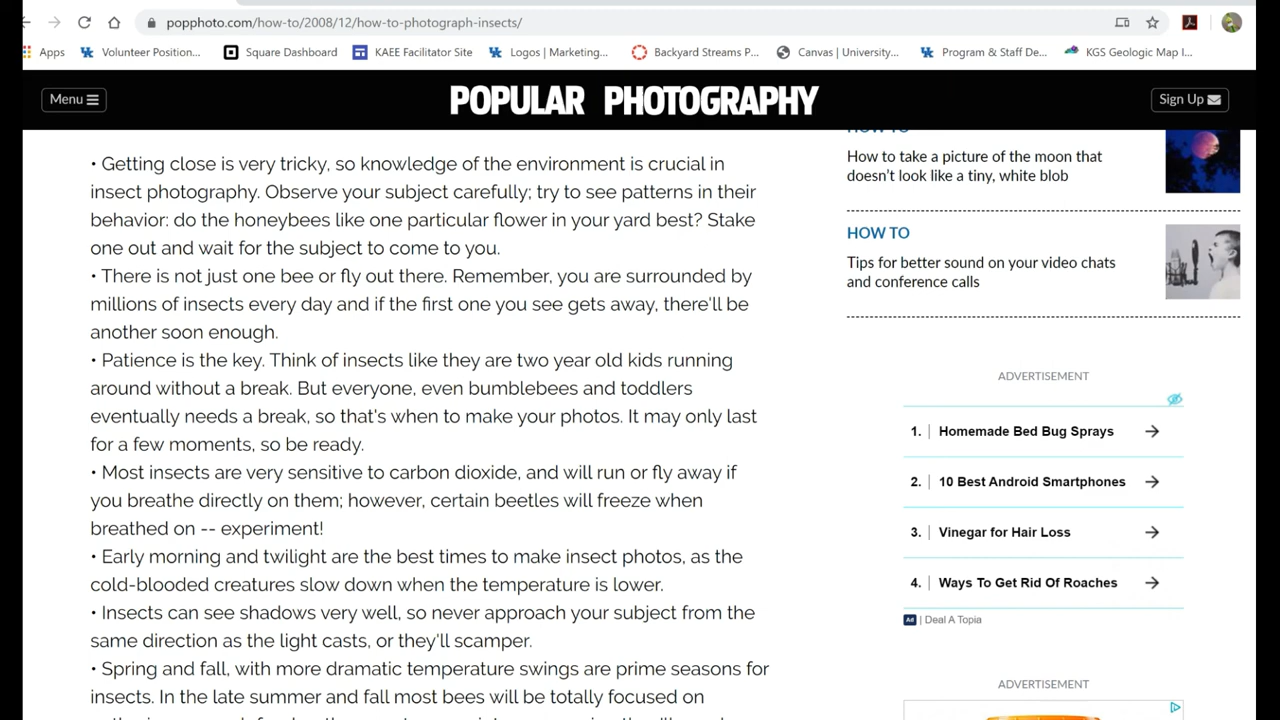 popphoto.com/how-to/2008/12/how-to-photograph-insects/
Apps
Volunteer Position...
Square Dashboard
KAEE Facilitator Site
Logos | Marketing...
Backyard Streams P...
Canvas | University...
Program & Staff De...
KGS Geologic Map I...
Menu
POPULAR PHOTOGRAPHY
Sign Up
• Getting close is very tricky, so knowledge of the environment is crucial in
insect photography. Observe your subject carefully; try to see patterns in their
behavior: do the honeybees like one particular flower in your yard best? Stake
one out and wait for the subject to come to you.
• There is not just one bee or fly out there. Remember, you are surrounded by
millions of insects every day and if the first one you see gets away, there'll be
another soon enough.
• Patience is the key. Think of insects like they are two year old kids running
around without a break. But everyone, even bumblebees and toddlers
eventually needs a break, so that's when to make your photos. It may only last
for a few moments, so be ready.
• Most insects are very sensitive to carbon dioxide, and will run or fly away if
you breathe directly on them; however, certain beetles will freeze when
breathed on -- experiment!
• Early morning and twilight are the best times to make insect photos, as the
cold-blooded creatures slow down when the temperature is lower.
• Insects can see shadows very well, so never approach your subject from the
same direction as the light casts, or they'll scamper.
• Spring and fall, with more dramatic temperature swings are prime seasons for
insects. In the late summer and fall most bees will be totally focused on
HOW TO
How to take a picture of the moon that
doesn't look like a tiny, white blob
HOW TO
Tips for better sound on your video chats
and conference calls
ADVERTISEMENT
1. Homemade Bed Bug Sprays
2. 10 Best Android Smartphones
3. Vinegar for Hair Loss
4. Ways To Get Rid Of Roaches
Ad | Deal A Topia
ADVERTISEMENT